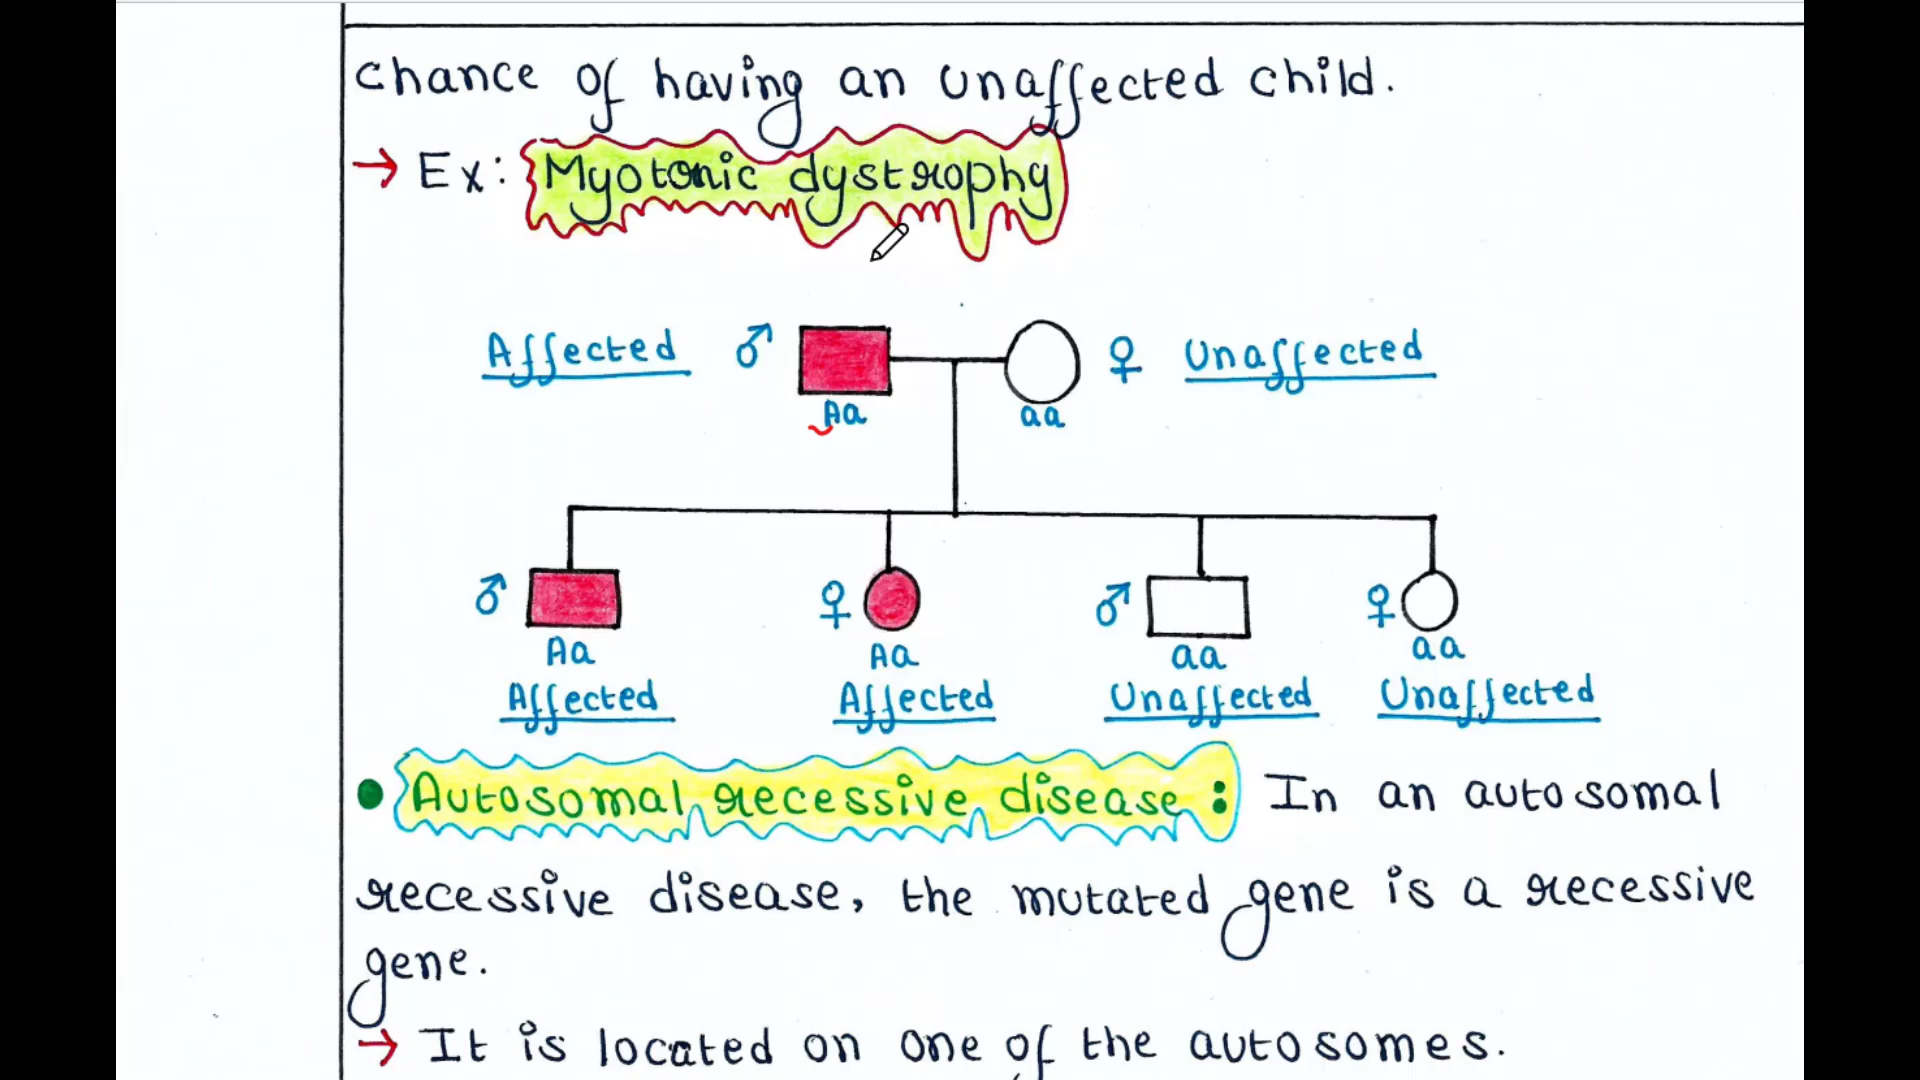 chance of having an unaffected child.
→ Ex: Myotonic dystrophy
Affected ♂ ♀ Unaffected
Aa aa
♂ ♀ ♂ ♀
Aa Aa aa aa
Affected Affected Unaffected Unaffected
• Autosomal recessive disease: In an autosomal
recessive disease, the mutated gene is a recessive
gene.
→ It is located on one of the autosomes.